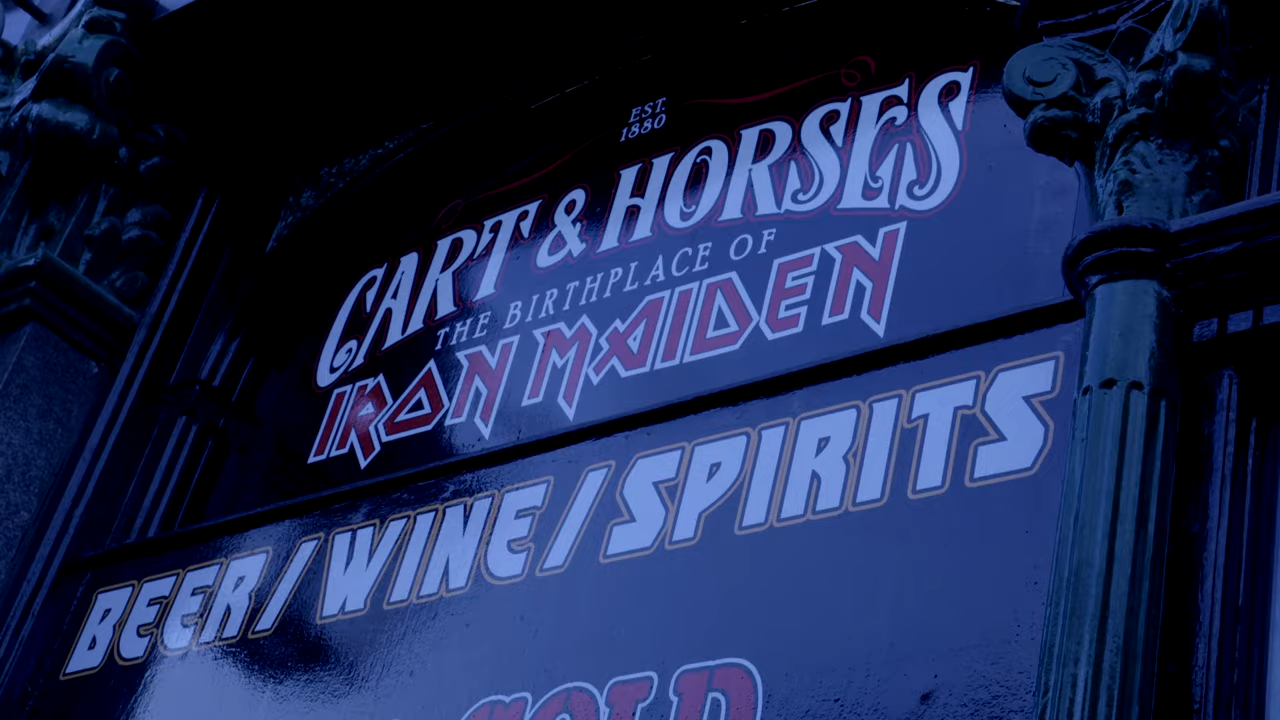 EST.
1880
CART & HORSES
THE BIRTHPLACE OF
IRON MAIDEN
BEER/WINE/SPIRITS